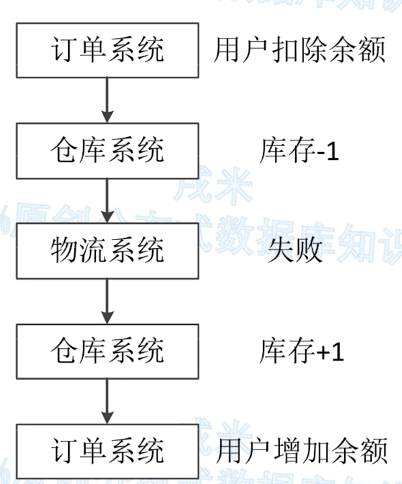 订单系统 用户扣除余额
仓库系统 库存-1
戌米
物流系统 失败
仓库系统 库存+1
订单系统 用户增加余额